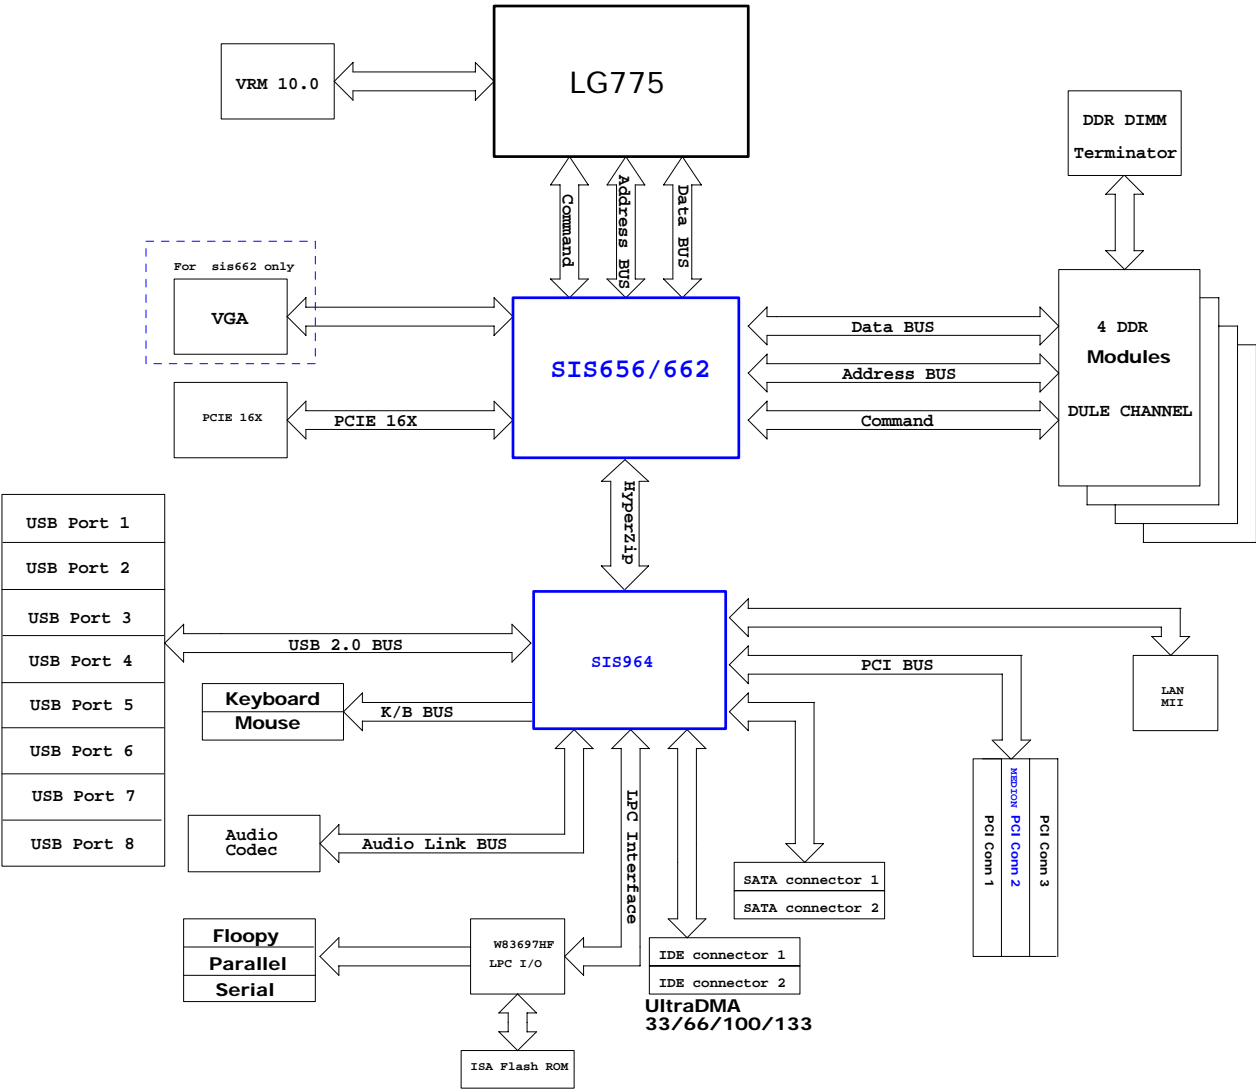 LG775
VRM 10.0
DDR DIMM
Terminator
Command
Address BUS
Data BUS
For sis662 only
VGA
SIS656/662
Data BUS
Address BUS
Command
4 DDR
Modules
DULE CHANNEL
PCIE 16X
PCIE 16X
HyperZip
USB Port 1
USB Port 2
USB Port 3
USB Port 4
USB Port 5
USB Port 6
USB Port 7
USB Port 8
USB 2.0 BUS
SIS964
PCI BUS
LAN
MII
Keyboard
Mouse
K/B BUS
PCI Conn 1
MEDION PCI Conn 2
PCI Conn 3
Audio
Codec
Audio Link BUS
LPC Interface
SATA connector 1
SATA connector 2
Floopy
Parallel
Serial
W83697HF
LPC I/O
IDE connector 1
IDE connector 2
UltraDMA
33/66/100/133
ISA Flash ROM